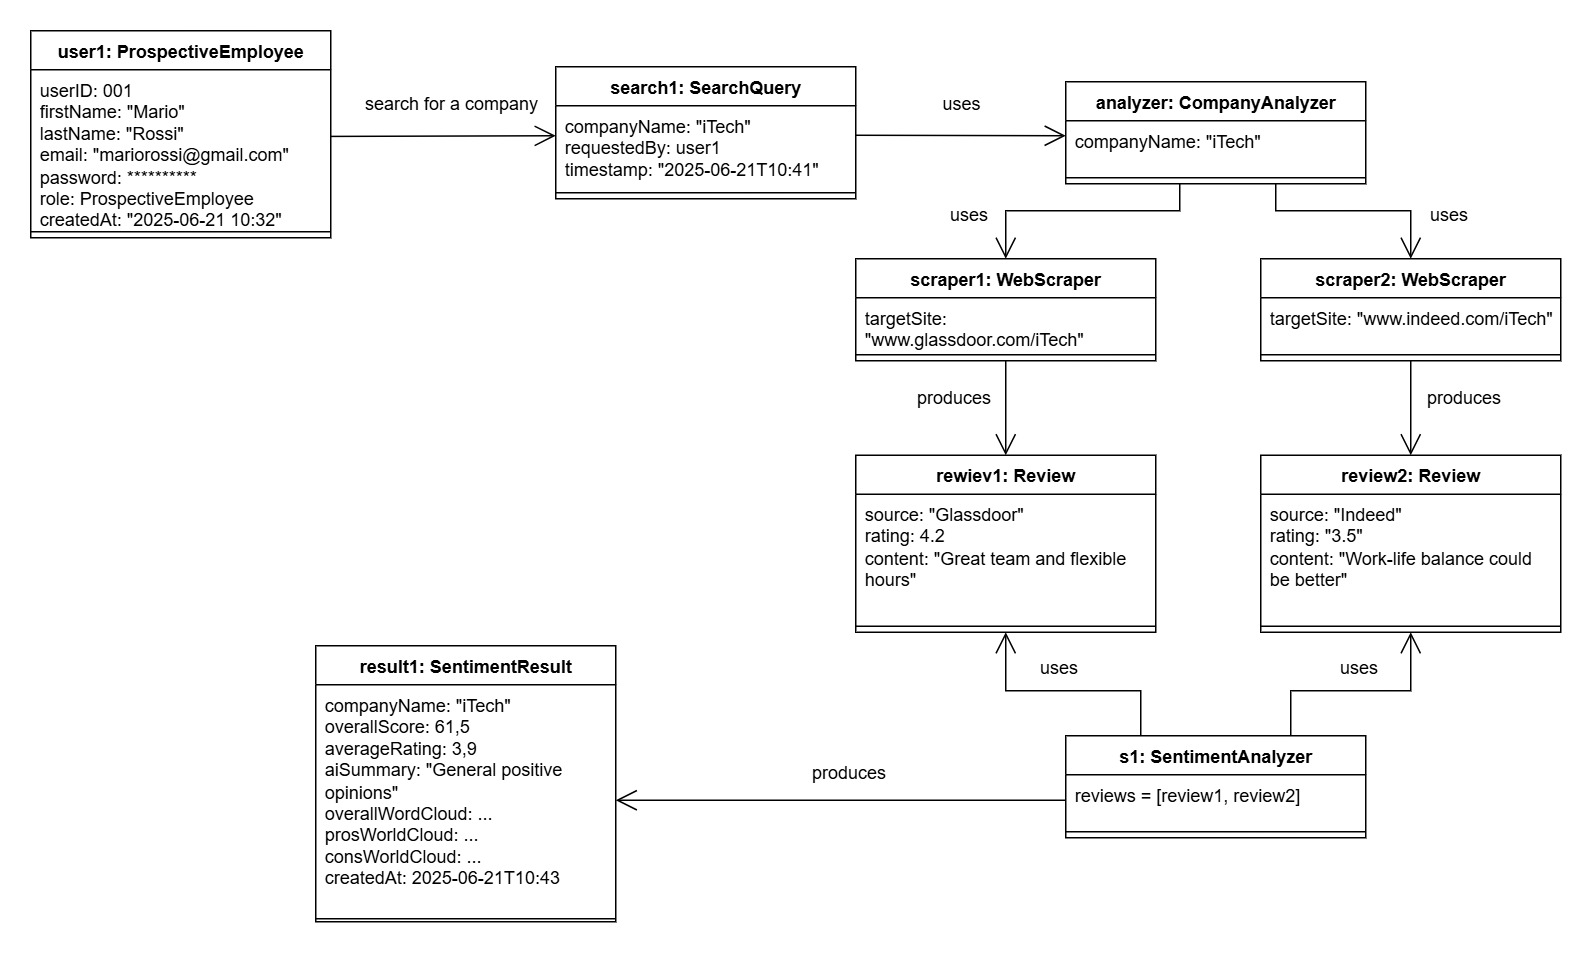 user1: ProspectiveEmployee
userID: 001
firstName: "Mario"
lastName: "Rossi"
email: "mariorossi@gmail.com"
password: **********
role: ProspectiveEmployee
createdAt: "2025-06-21 10:32"
search for a company
search1: SearchQuery
companyName: "iTech"
requestedBy: user1
timestamp: "2025-06-21T10:41"
uses
analyzer: CompanyAnalyzer
companyName: "iTech"
uses
uses
scraper1: WebScraper
targetSite:
"www.glassdoor.com/iTech"
scraper2: WebScraper
targetSite: "www.indeed.com/iTech"
produces
produces
rewiev1: Review
source: "Glassdoor"
rating: 4.2
content: "Great team and flexible
hours"
review2: Review
source: "Indeed"
rating: "3.5"
content: "Work-life balance could
be better"
uses
uses
s1: SentimentAnalyzer
reviews = [review1, review2]
produces
result1: SentimentResult
companyName: "iTech"
overallScore: 61,5
averageRating: 3,9
aiSummary: "General positive
opinions"
overallWordCloud: ...
prosWorldCloud: ...
consWorldCloud: ...
createdAt: 2025-06-21T10:43